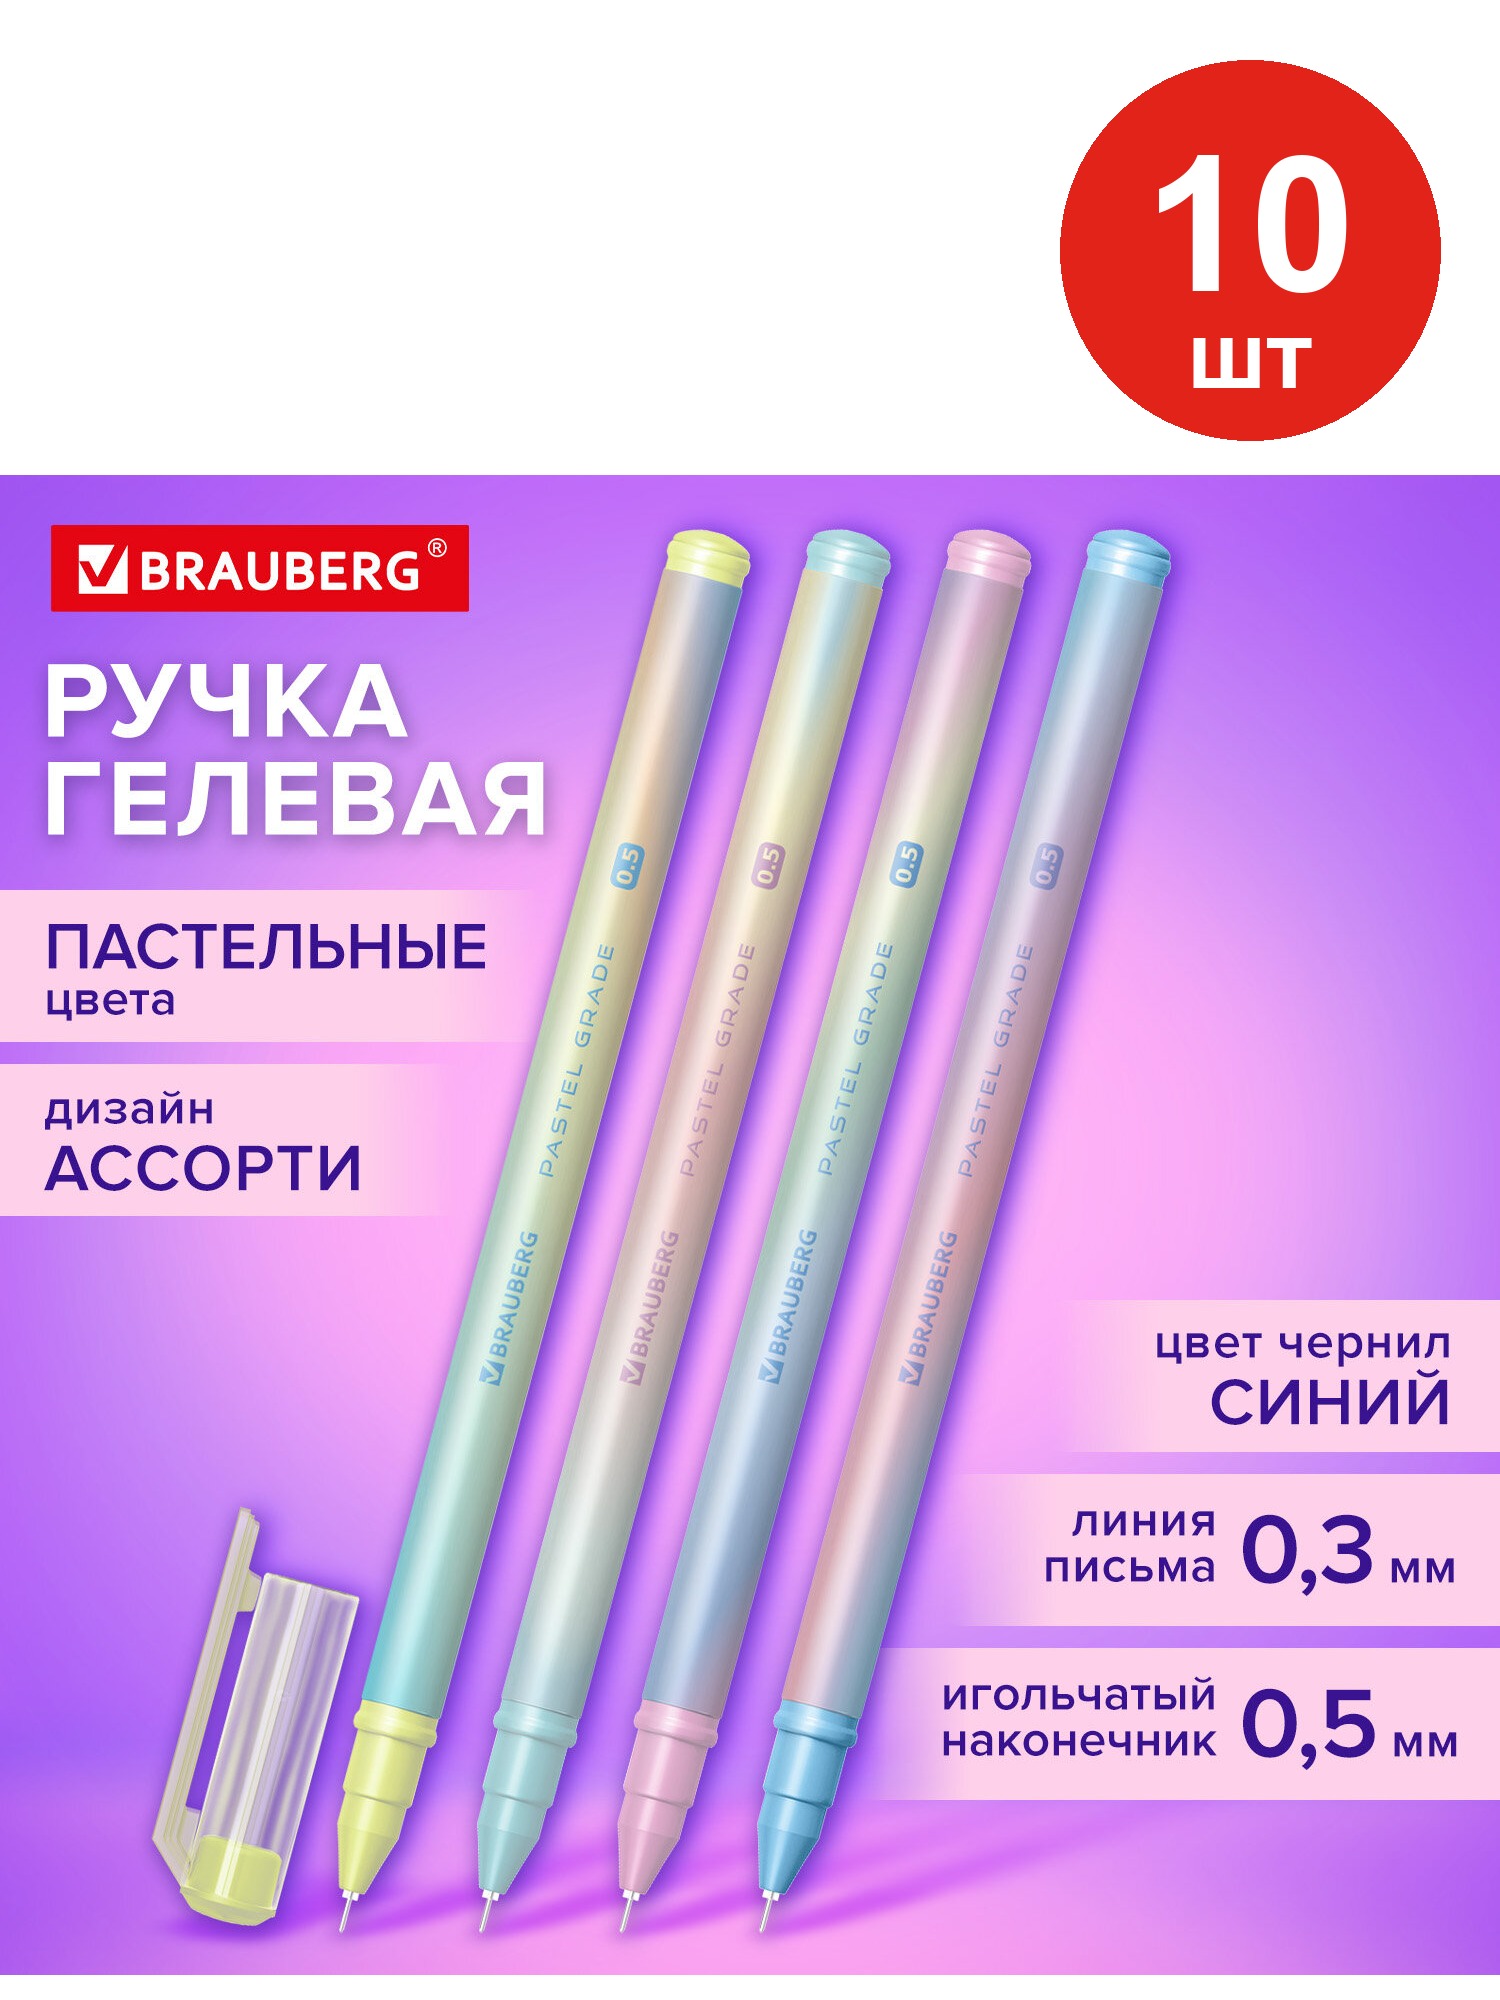 10
шт
BRAUBERG®
РУЧКА
ГЕЛЕВАЯ
ПАСТЕЛЬНЫЕ
цвета
дизайн
АССОРТИ
0.5
PASTEL GRADE
BRAUBERG
0.5
PASTEL GRADE
BRAUBERG
0.5
PASTEL GRADE
BRAUBERG
0.5
PASTEL GRADE
BRAUBERG
цвет чернил
СИНИЙ
линия
письма 0,3 мм
игольчатый
наконечник 0,5 мм